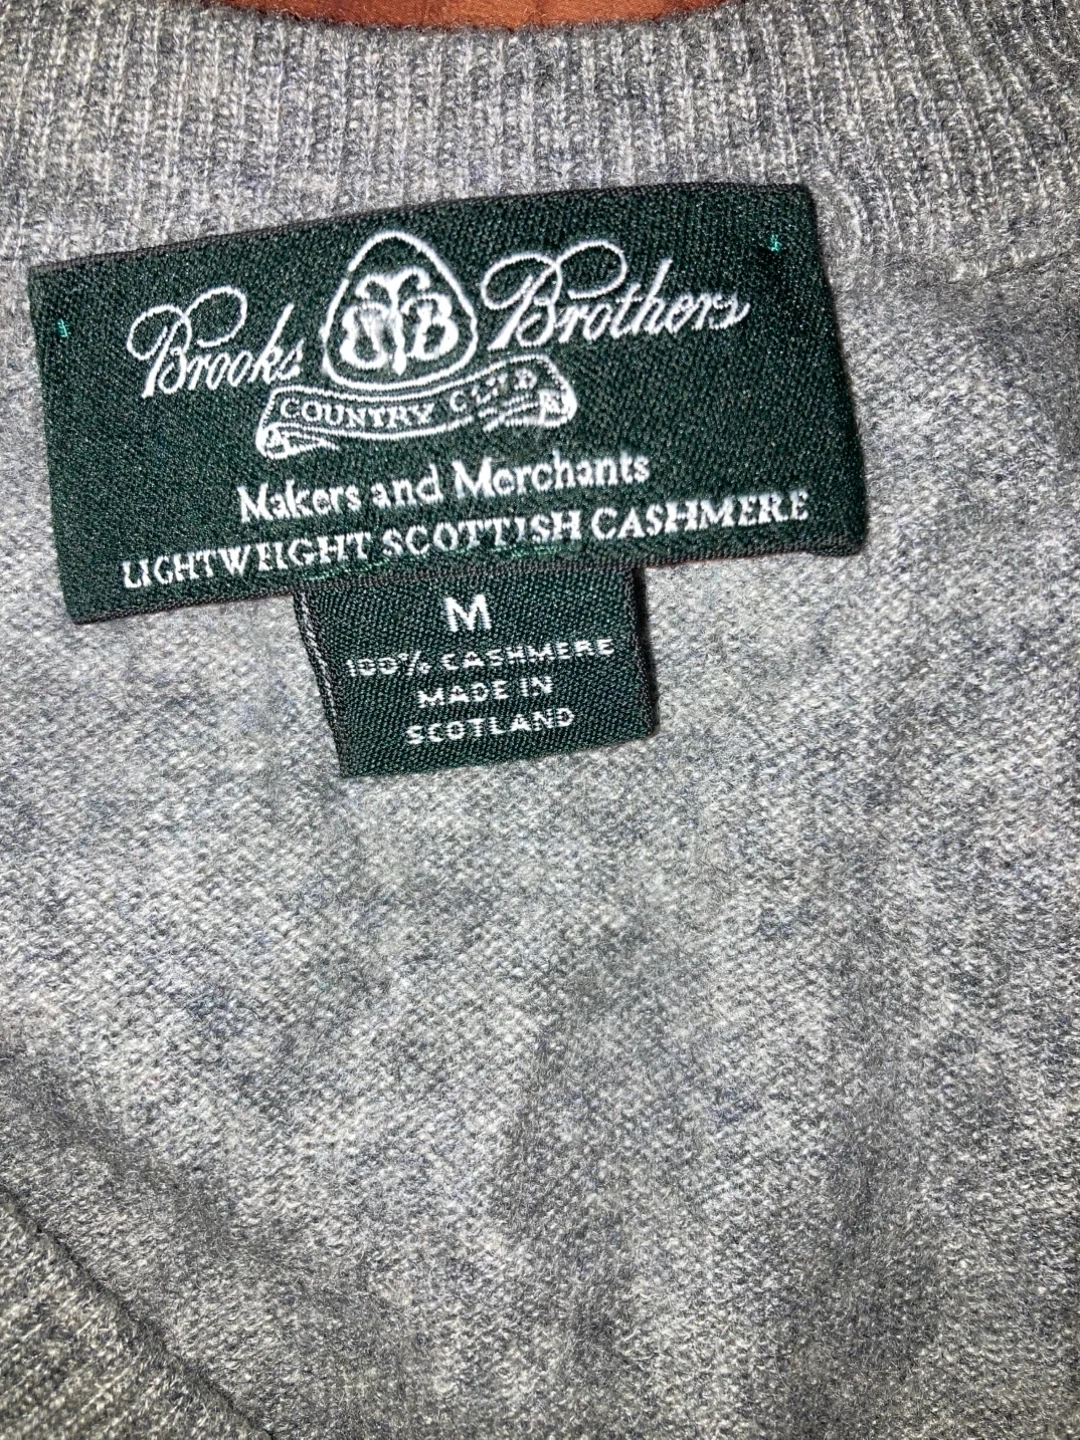 Brooks Brothers
BB
COUNTRY CLUB
Makers and Merchants
LIGHTWEIGHT SCOTTISH CASHMERE
M
100% CASHMERE
MADE IN
SCOTLAND